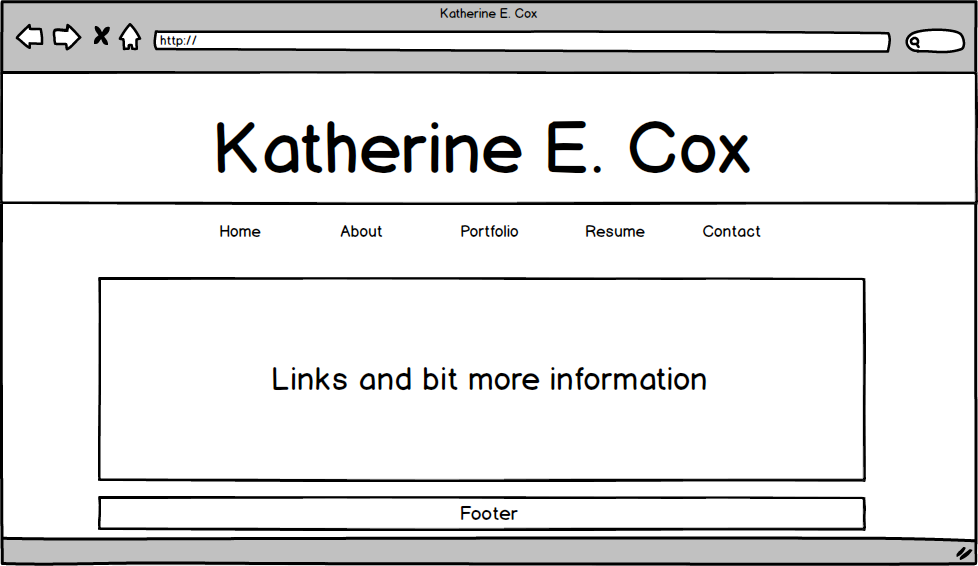 Katherine E. Cox
http://
Katherine E. Cox
Home About Portfolio Resume Contact
Links and bit more information
Footer